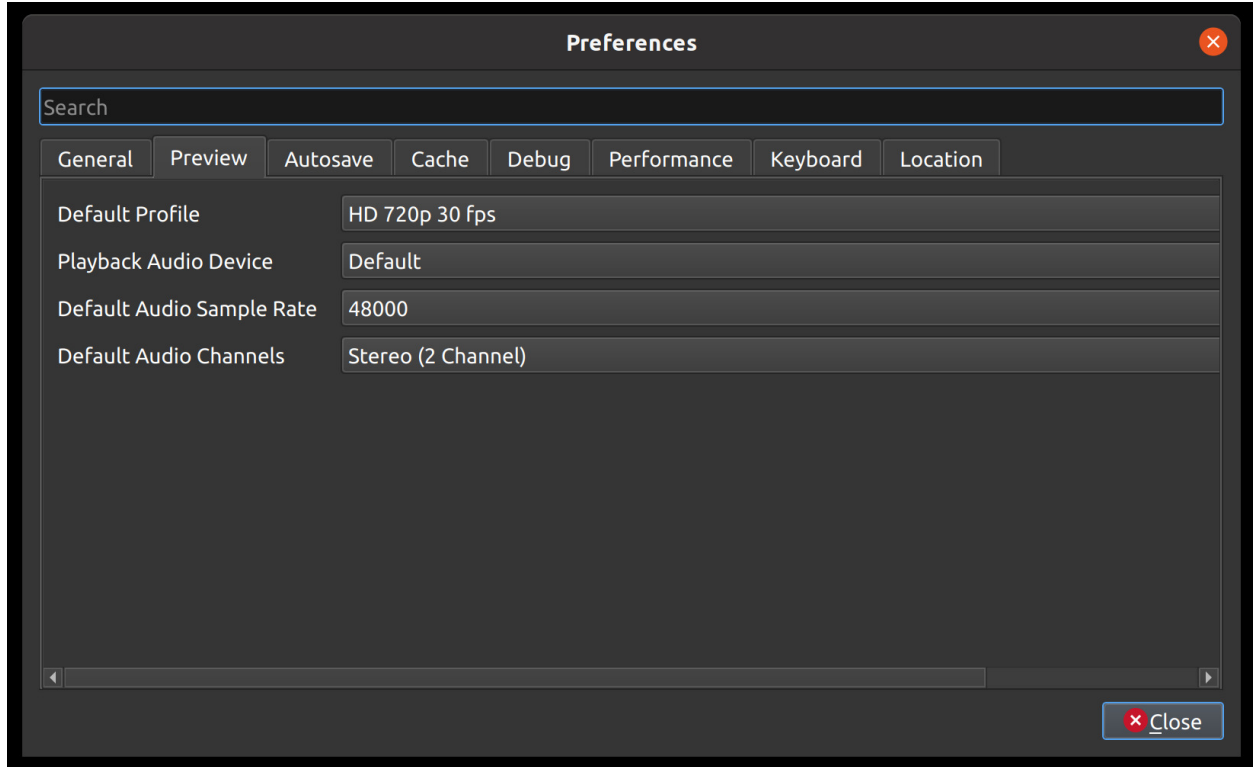 Preferences
Search
General Preview Autosave Cache Debug Performance Keyboard Location
Default Profile HD 720p 30 fps
Playback Audio Device Default
Default Audio Sample Rate 48000
Default Audio Channels Stereo (2 Channel)
Close